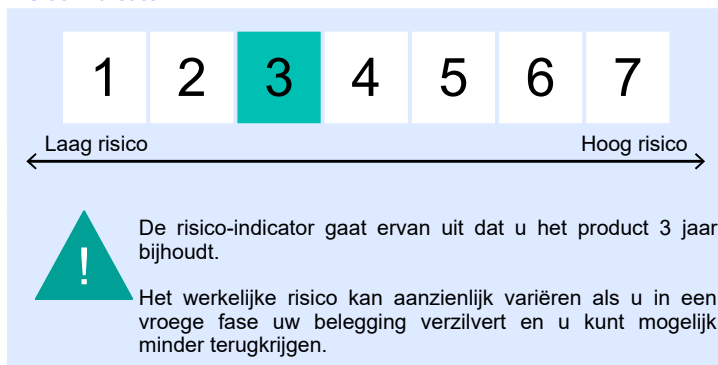 1 2 3 4 5 6 7
Laag risico Hoog risico
De risico-indicator gaat ervan uit dat u het product 3 jaar
bijhoudt.
!
Het werkelijke risico kan aanzienlijk variëren als u in een
vroege fase uw belegging verzilvert en u kunt mogelijk
minder terugkrijgen.